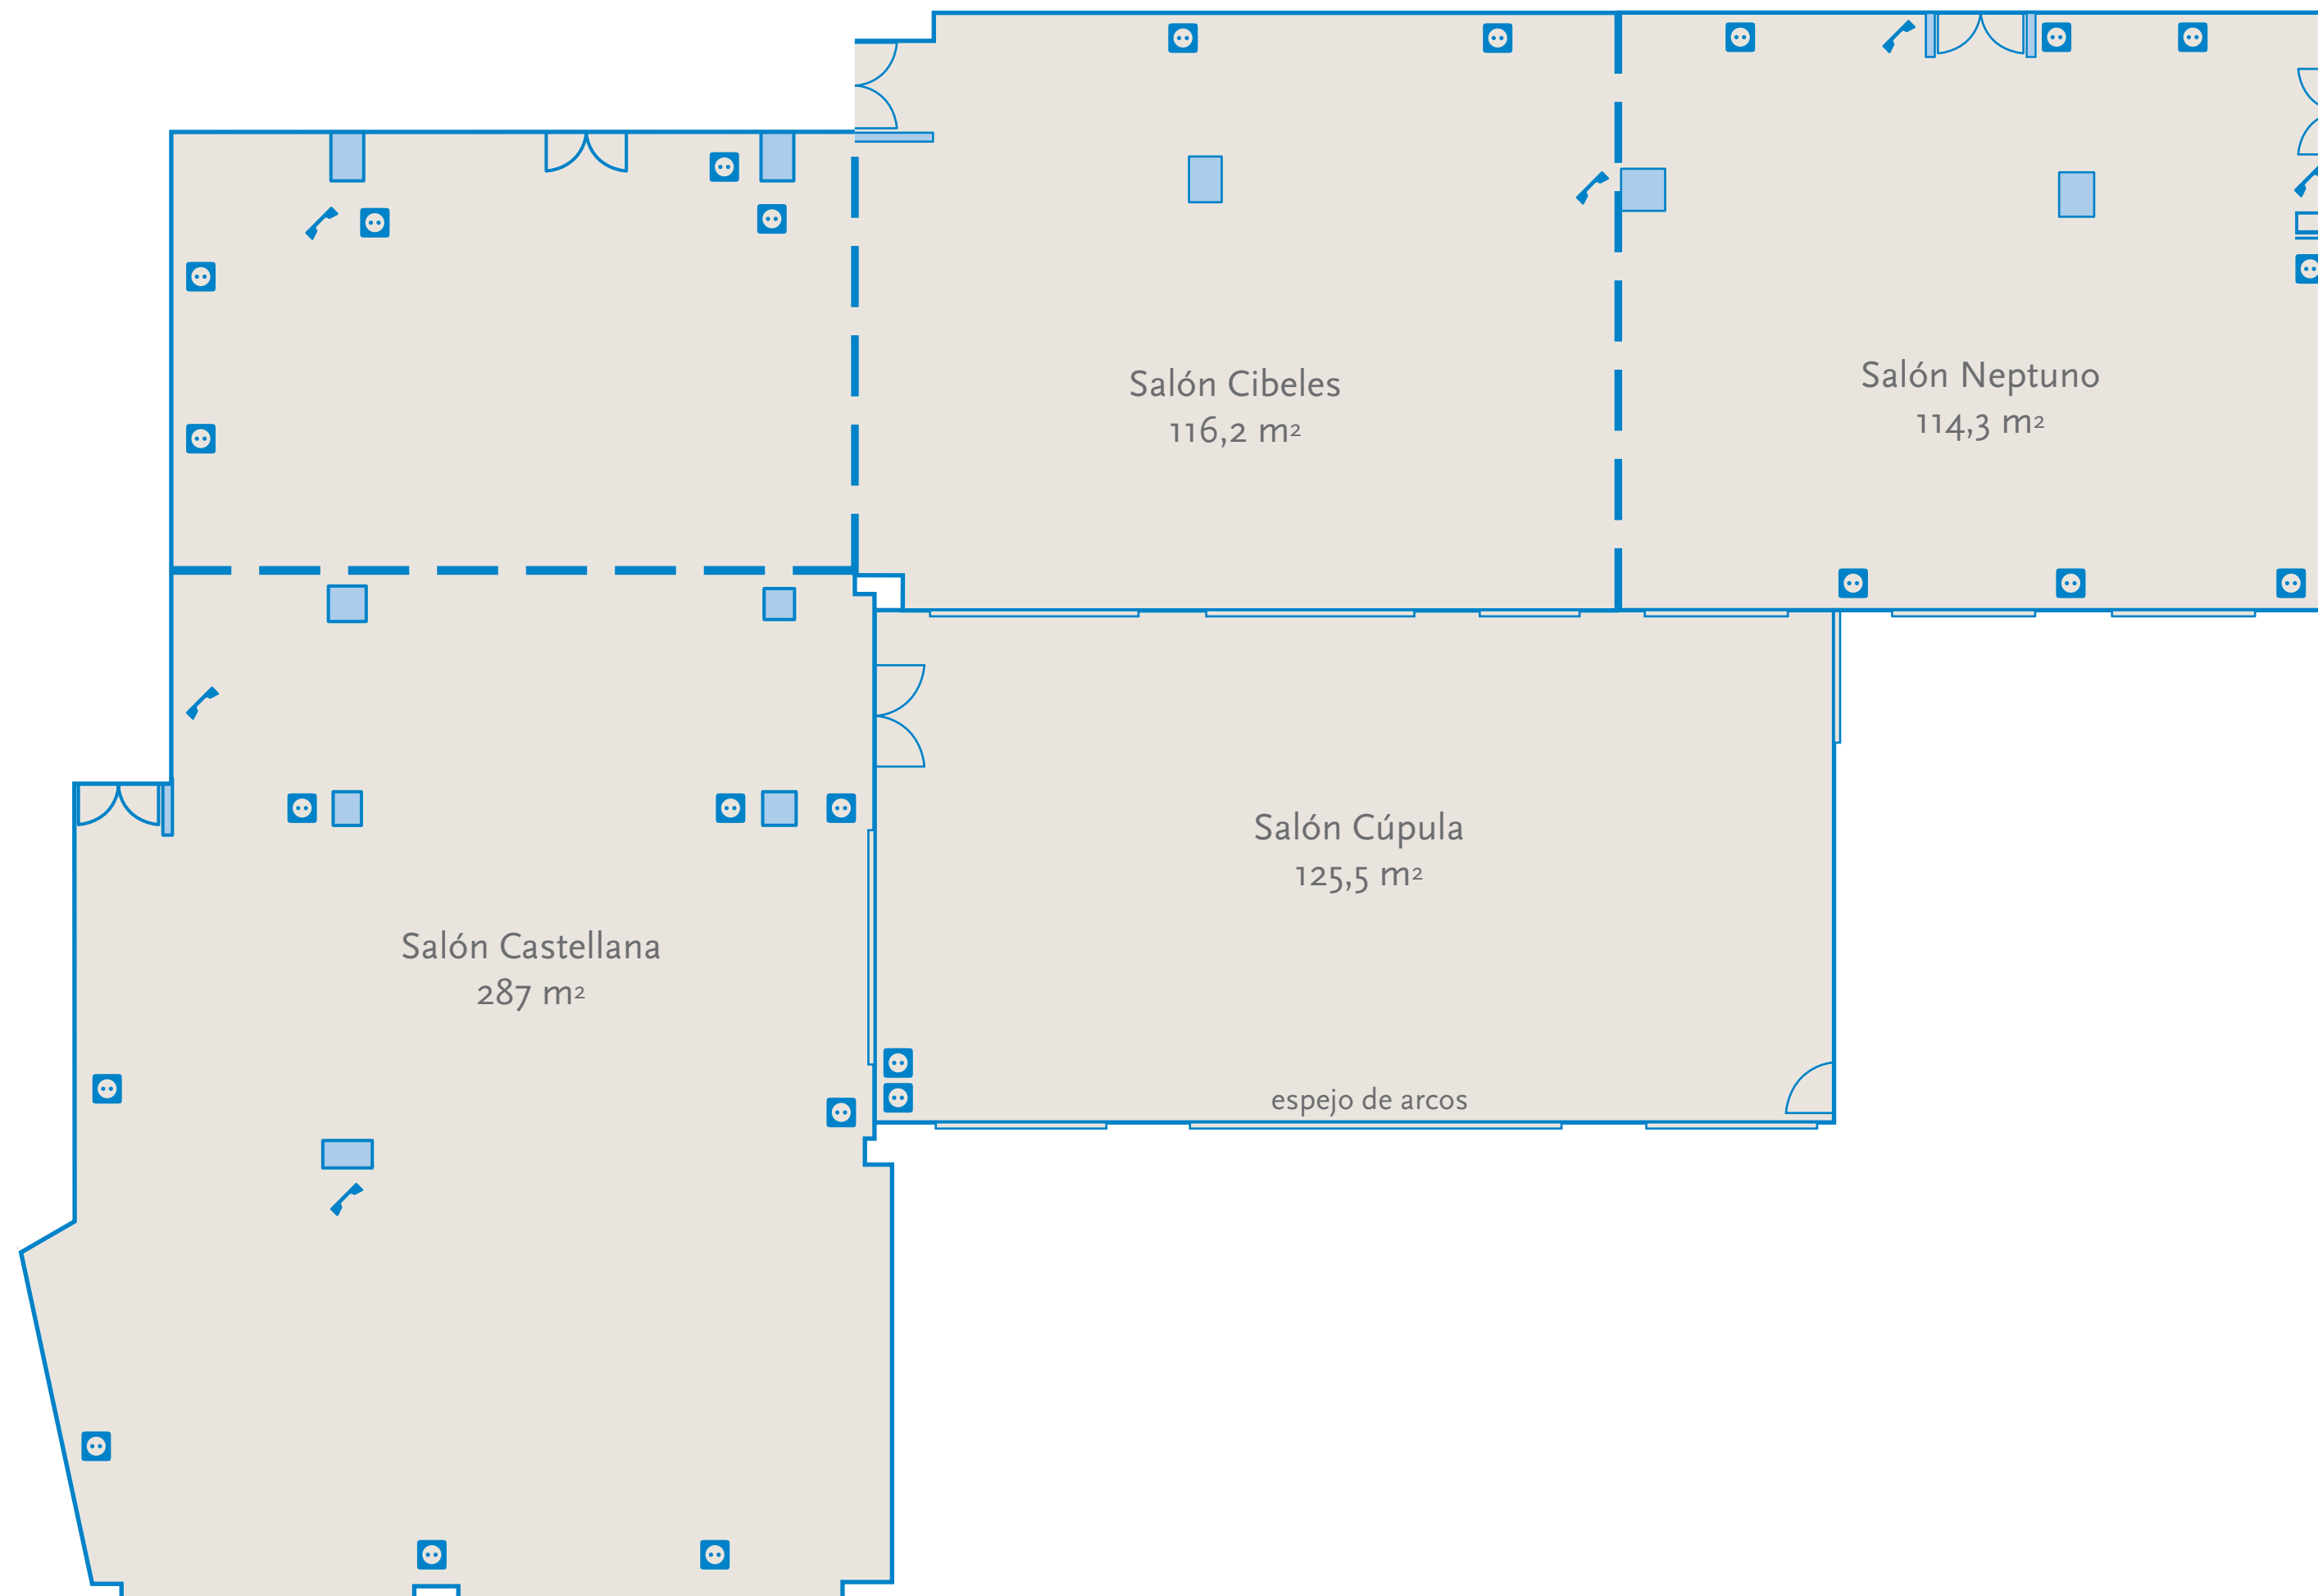 Salón Cibeles
116,2 m²
Salón Neptuno
114,3 m²
Salón Cúpula
125,5 m²
Salón Castellana
287 m²
espejo de arcos